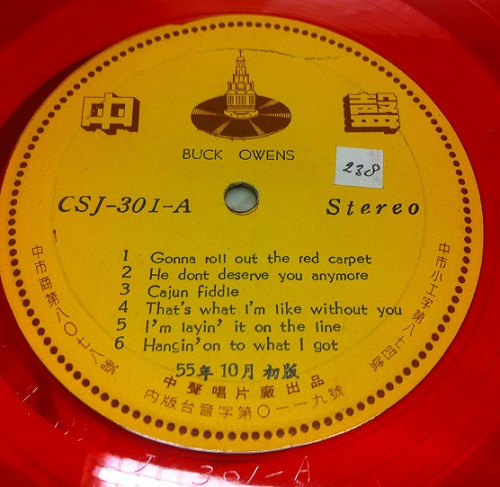 中聲
BUCK OWENS
238
CSJ-301-A Stereo
1 Gonna roll out the red carpet
2 He dont deserve you anymore
3 Cajun fiddle
4 That's what I'm like without you
5 I'm layin' it on the line
6 Hangin' on to what I got
55年10月初版
中聲唱片廠出品
內版台音字第〇一一九號
中市商第八〇七八號
中市小工字第八七四號
J 301-A